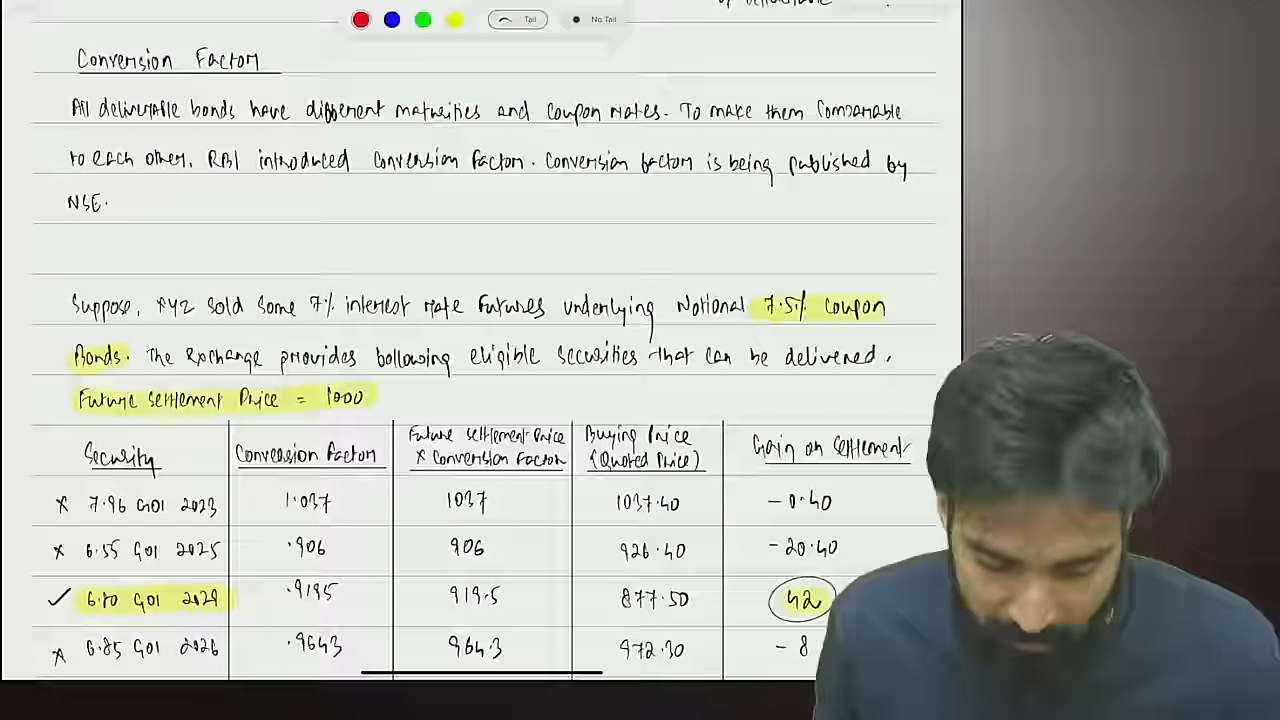 of deliverable
Tail
No Tail
Conversion Factor
All deliverable bonds have different maturities and coupon rates. To make them Comparable
to each other, RBI introduced Conversion Factor. Conversion factor is being published by
NSE.
Suppose, XYZ sold some 7% interest rate Futures underlying Notional 7.5% coupon
Bonds. The Exchange provides following eligible securities that can be delivered.
Future Settlement Price = 1000
Security Conversion Factor Future Settlement Price X Conversion Factor Buying Price (Quoted Price) Gain on Settlement
x 7.96 GOI 2023 1.037 1037 1037.40 - 0.40
x 6.55 GOI 2025 .906 906 926.40 - 20.40
✓ 6.80 GOI 2029 .9195 919.5 877.50 42
x 6.85 GOI 2026 .9643 964.3 972.30 - 8